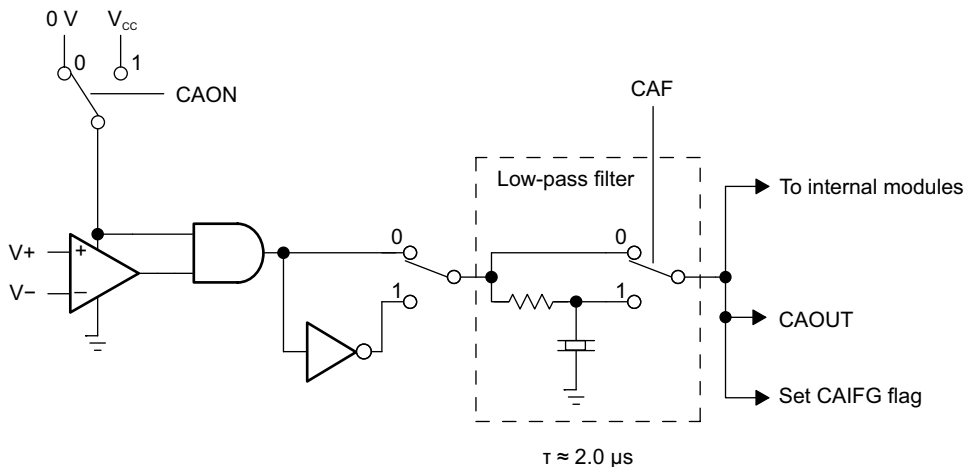 0 V
V_CC
0
1
CAON
CAF
Low-pass filter
To internal modules
0
0
V+
+
V−
−
1
1
CAOUT
Set CAIFG flag
τ ≈ 2.0 µs